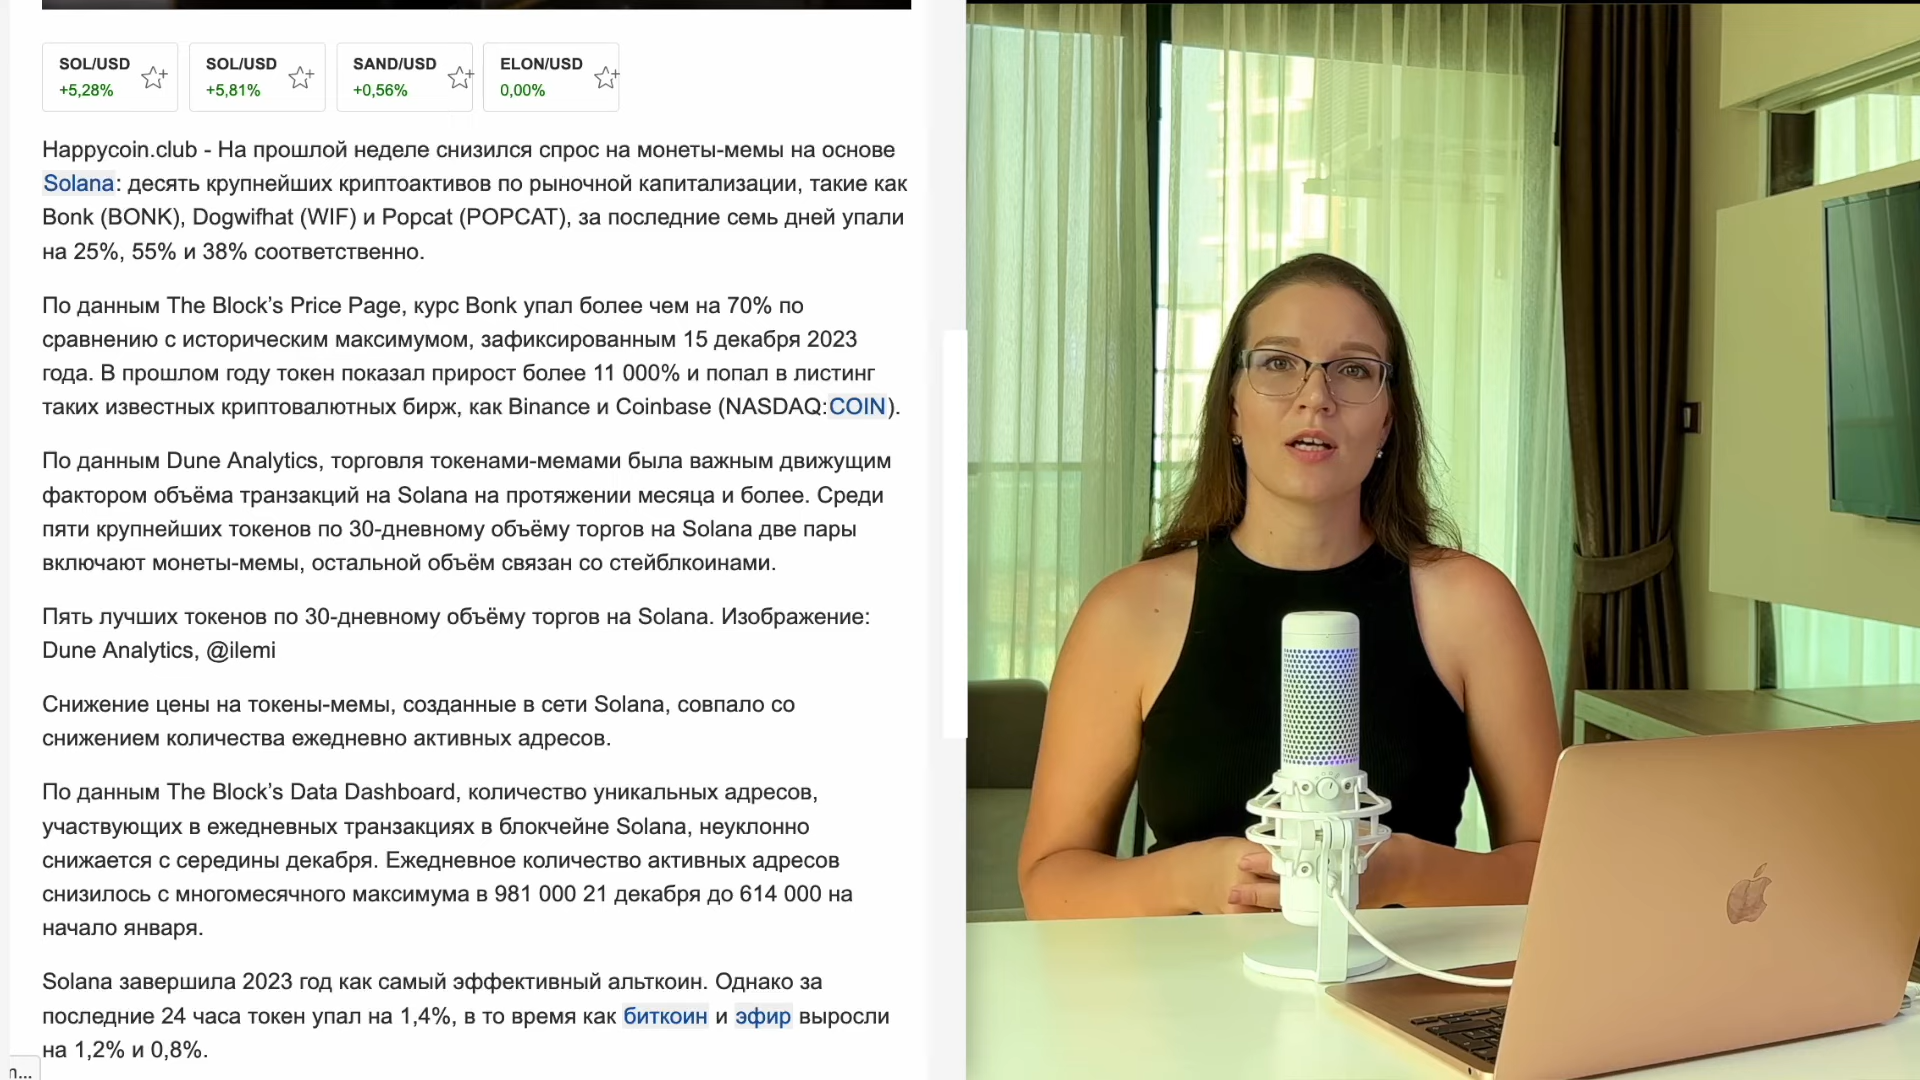 SOL/USD
+5,28%
SOL/USD
+5,81%
SAND/USD
+0,56%
ELON/USD
0,00%
Happycoin.club - На прошлой неделе снизился спрос на монеты-мемы на основе
Solana: десять крупнейших криптоактивов по рыночной капитализации, такие как
Bonk (BONK), Dogwifhat (WIF) и Popcat (POPCAT), за последние семь дней упали
на 25%, 55% и 38% соответственно.
По данным The Block’s Price Page, курс Bonk упал более чем на 70% по
сравнению с историческим максимумом, зафиксированным 15 декабря 2023
года. В прошлом году токен показал прирост более 11 000% и попал в листинг
таких известных криптовалютных бирж, как Binance и Coinbase (NASDAQ:COIN).
По данным Dune Analytics, торговля токенами-мемами была важным движущим
фактором объёма транзакций на Solana на протяжении месяца и более. Среди
пяти крупнейших токенов по 30-дневному объёму торгов на Solana две пары
включают монеты-мемы, остальной объём связан со стейблкоинами.
Пять лучших токенов по 30-дневному объёму торгов на Solana. Изображение:
Dune Analytics, @ilemi
Снижение цены на токены-мемы, созданные в сети Solana, совпало со
снижением количества ежедневно активных адресов.
По данным The Block’s Data Dashboard, количество уникальных адресов,
участвующих в ежедневных транзакциях в блокчейне Solana, неуклонно
снижается с середины декабря. Ежедневное количество активных адресов
снизилось с многомесячного максимума в 981 000 21 декабря до 614 000 на
начало января.
Solana завершила 2023 год как самый эффективный альткоин. Однако за
последние 24 часа токен упал на 1,4%, в то время как биткоин и эфир выросли
на 1,2% и 0,8%.